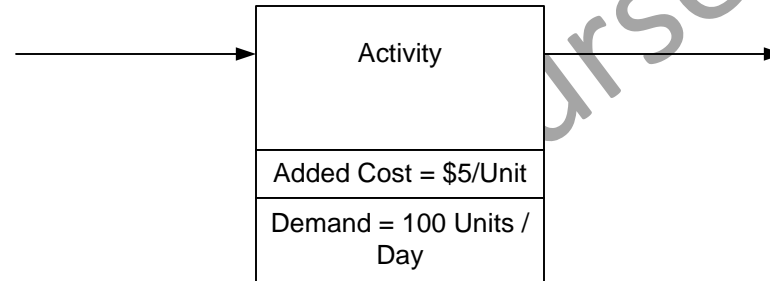 Activity
Added Cost = $5/Unit
Demand = 100 Units /
Day